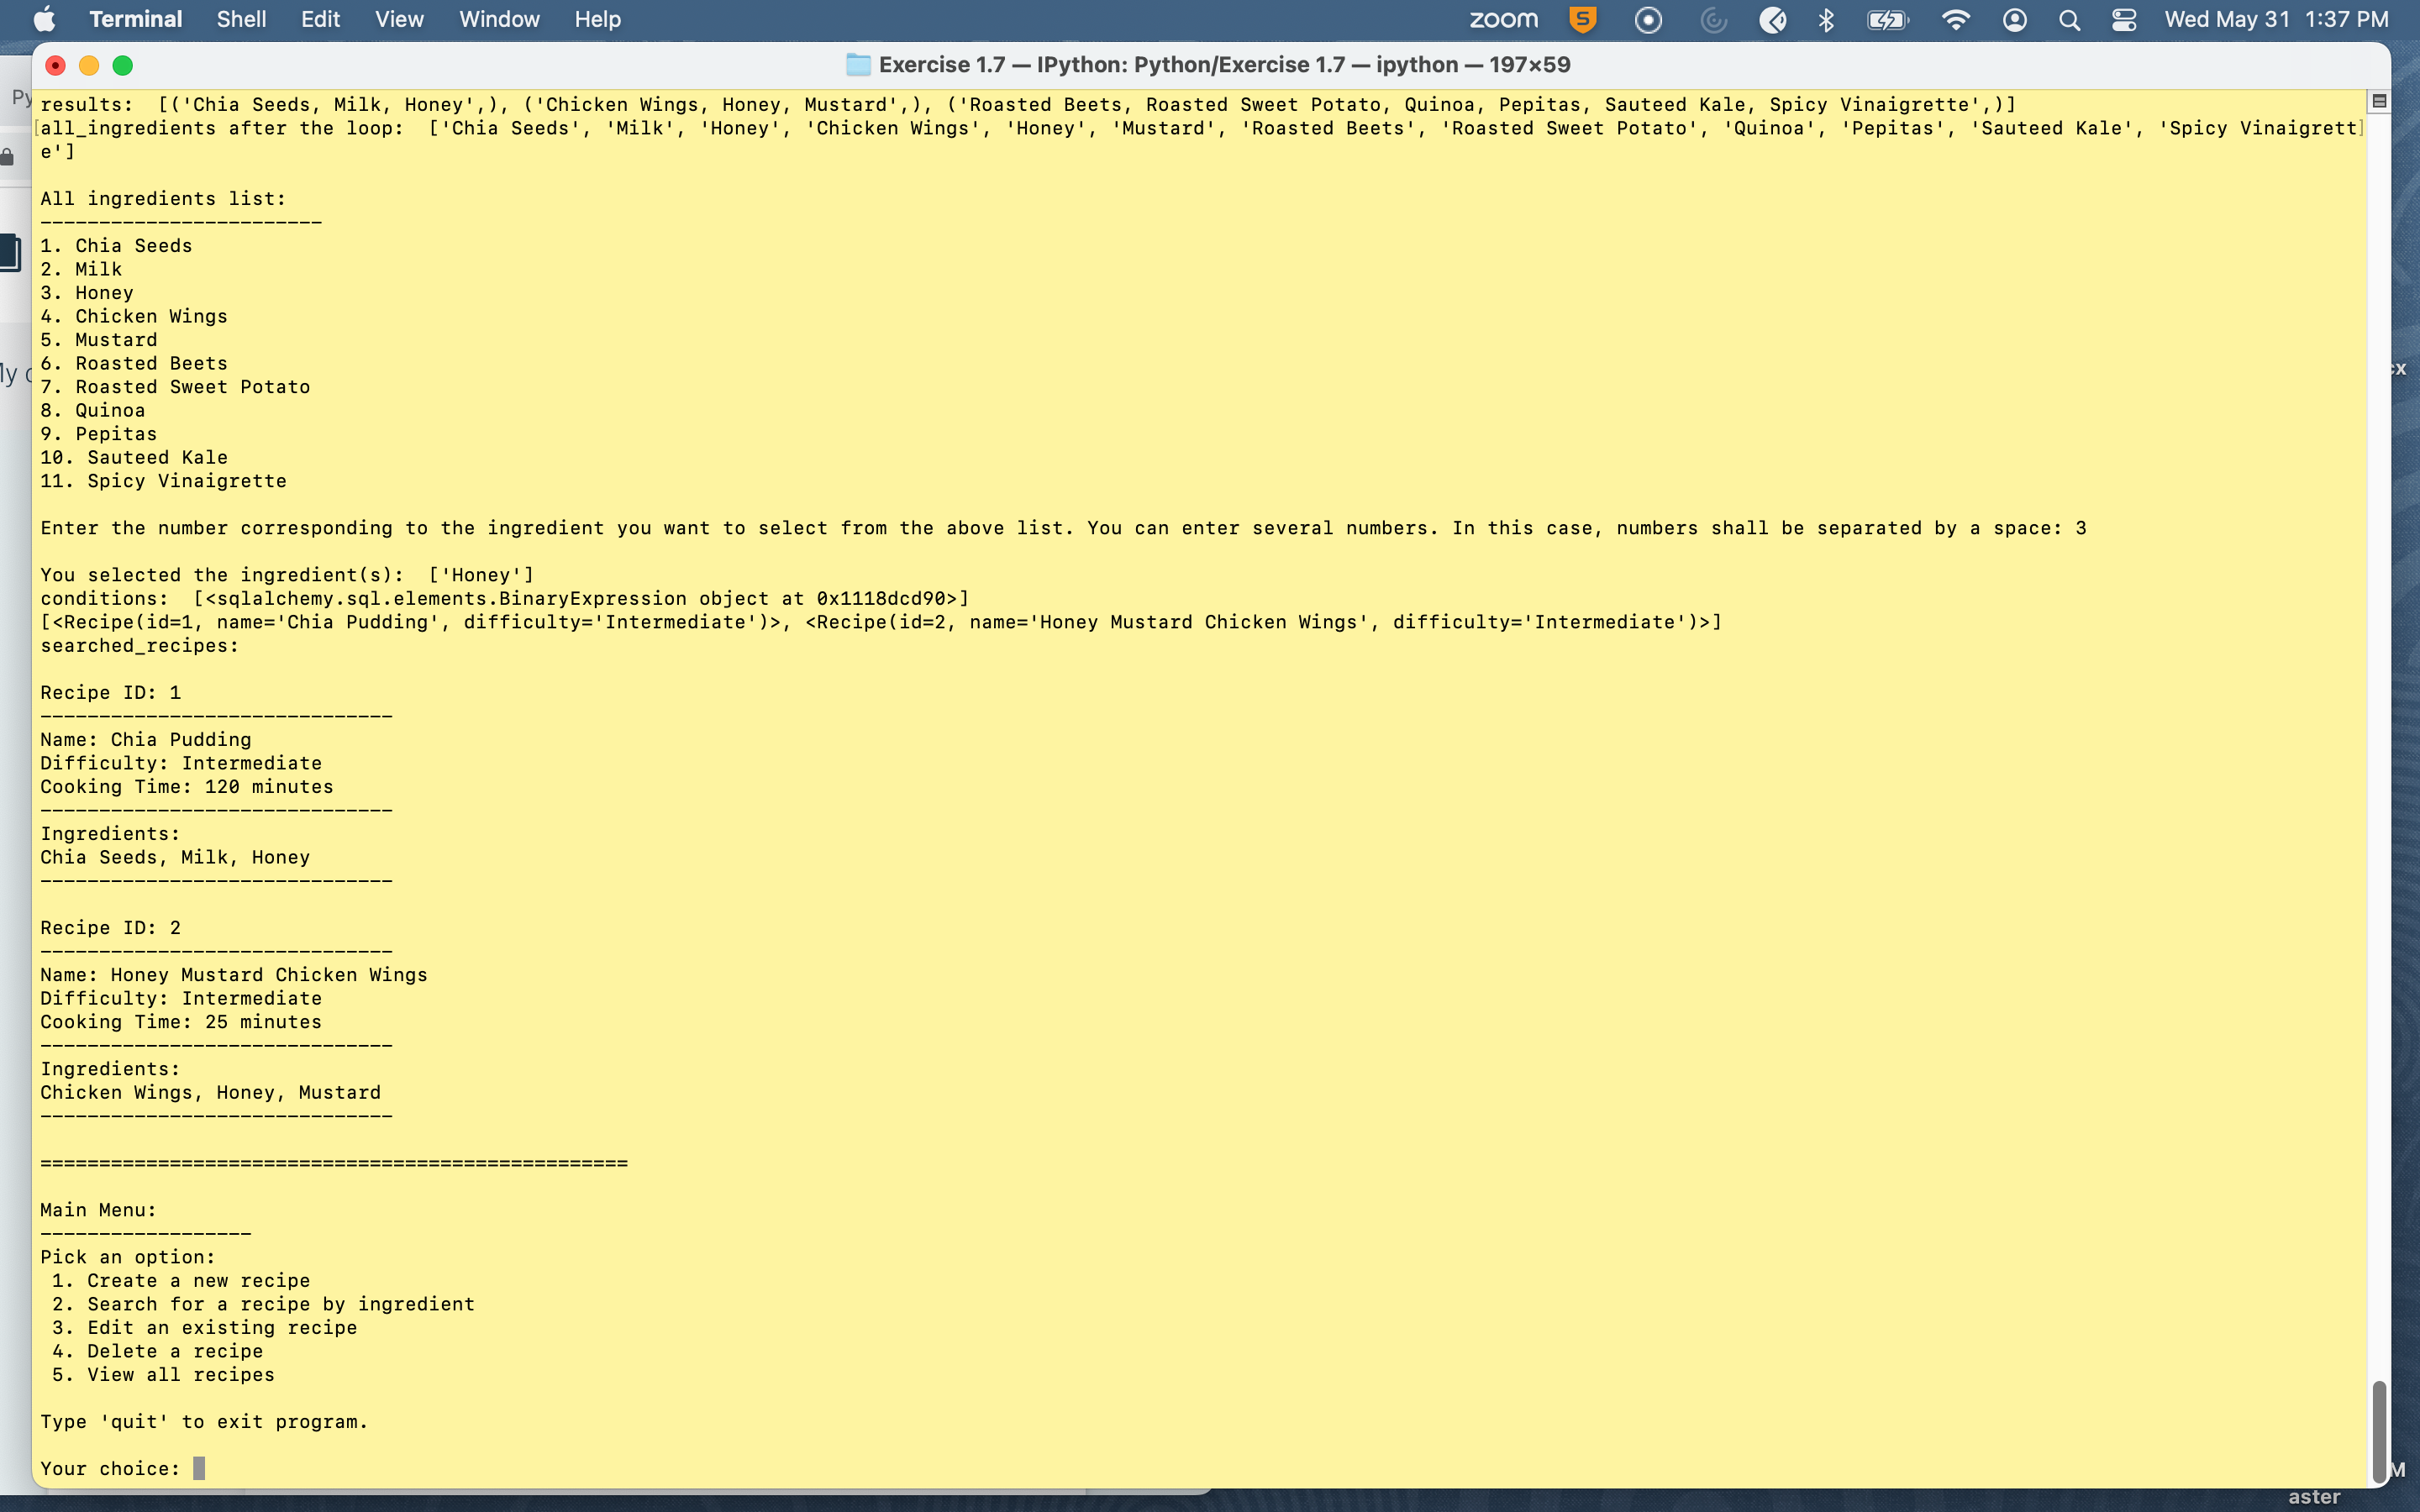 Terminal Shell Edit View Window Help zoom S Wed May 31 1:37 PM
Exercise 1.7 — IPython: Python/Exercise 1.7 — ipython — 197×59
results:  [('Chia Seeds, Milk, Honey',), ('Chicken Wings, Honey, Mustard',), ('Roasted Beets, Roasted Sweet Potato, Quinoa, Pepitas, Sauteed Kale, Spicy Vinaigrette',)]
[all_ingredients after the loop:  ['Chia Seeds', 'Milk', 'Honey', 'Chicken Wings', 'Honey', 'Mustard', 'Roasted Beets', 'Roasted Sweet Potato', 'Quinoa', 'Pepitas', 'Sauteed Kale', 'Spicy Vinaigrett]
e']
All ingredients list:
------------------------
1. Chia Seeds
2. Milk
3. Honey
4. Chicken Wings
5. Mustard
6. Roasted Beets
7. Roasted Sweet Potato
8. Quinoa
9. Pepitas
10. Sauteed Kale
11. Spicy Vinaigrette
Enter the number corresponding to the ingredient you want to select from the above list. You can enter several numbers. In this case, numbers shall be separated by a space: 3
You selected the ingredient(s):  ['Honey']
conditions:  [<sqlalchemy.sql.elements.BinaryExpression object at 0x1118dcd90>]
[<Recipe(id=1, name='Chia Pudding', difficulty='Intermediate')>, <Recipe(id=2, name='Honey Mustard Chicken Wings', difficulty='Intermediate')>]
searched_recipes:
Recipe ID: 1
------------------------------
Name: Chia Pudding
Difficulty: Intermediate
Cooking Time: 120 minutes
------------------------------
Ingredients:
Chia Seeds, Milk, Honey
------------------------------
Recipe ID: 2
------------------------------
Name: Honey Mustard Chicken Wings
Difficulty: Intermediate
Cooking Time: 25 minutes
------------------------------
Ingredients:
Chicken Wings, Honey, Mustard
------------------------------
==================================================
Main Menu:
------------------
Pick an option:
1. Create a new recipe
2. Search for a recipe by ingredient
3. Edit an existing recipe
4. Delete a recipe
5. View all recipes
Type 'quit' to exit program.
Your choice:
aster